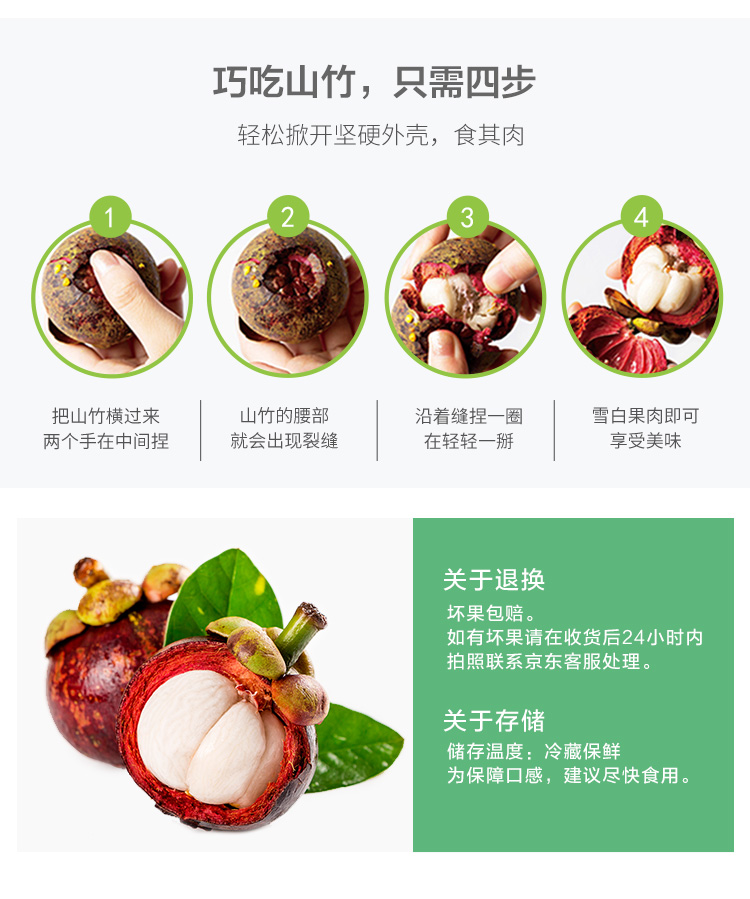 巧吃山竹，只需四步
轻松掀开坚硬外壳，食其肉
1
2
3
4
把山竹横过来
两个手在中间捏
山竹的腰部
就会出现裂缝
沿着缝捏一圈
在轻轻一掰
雪白果肉即可
享受美味
关于退换
坏果包赔。
如有坏果请在收货后24小时内
拍照联系京东客服处理。
关于存储
储存温度：冷藏保鲜
为保障口感，建议尽快食用。